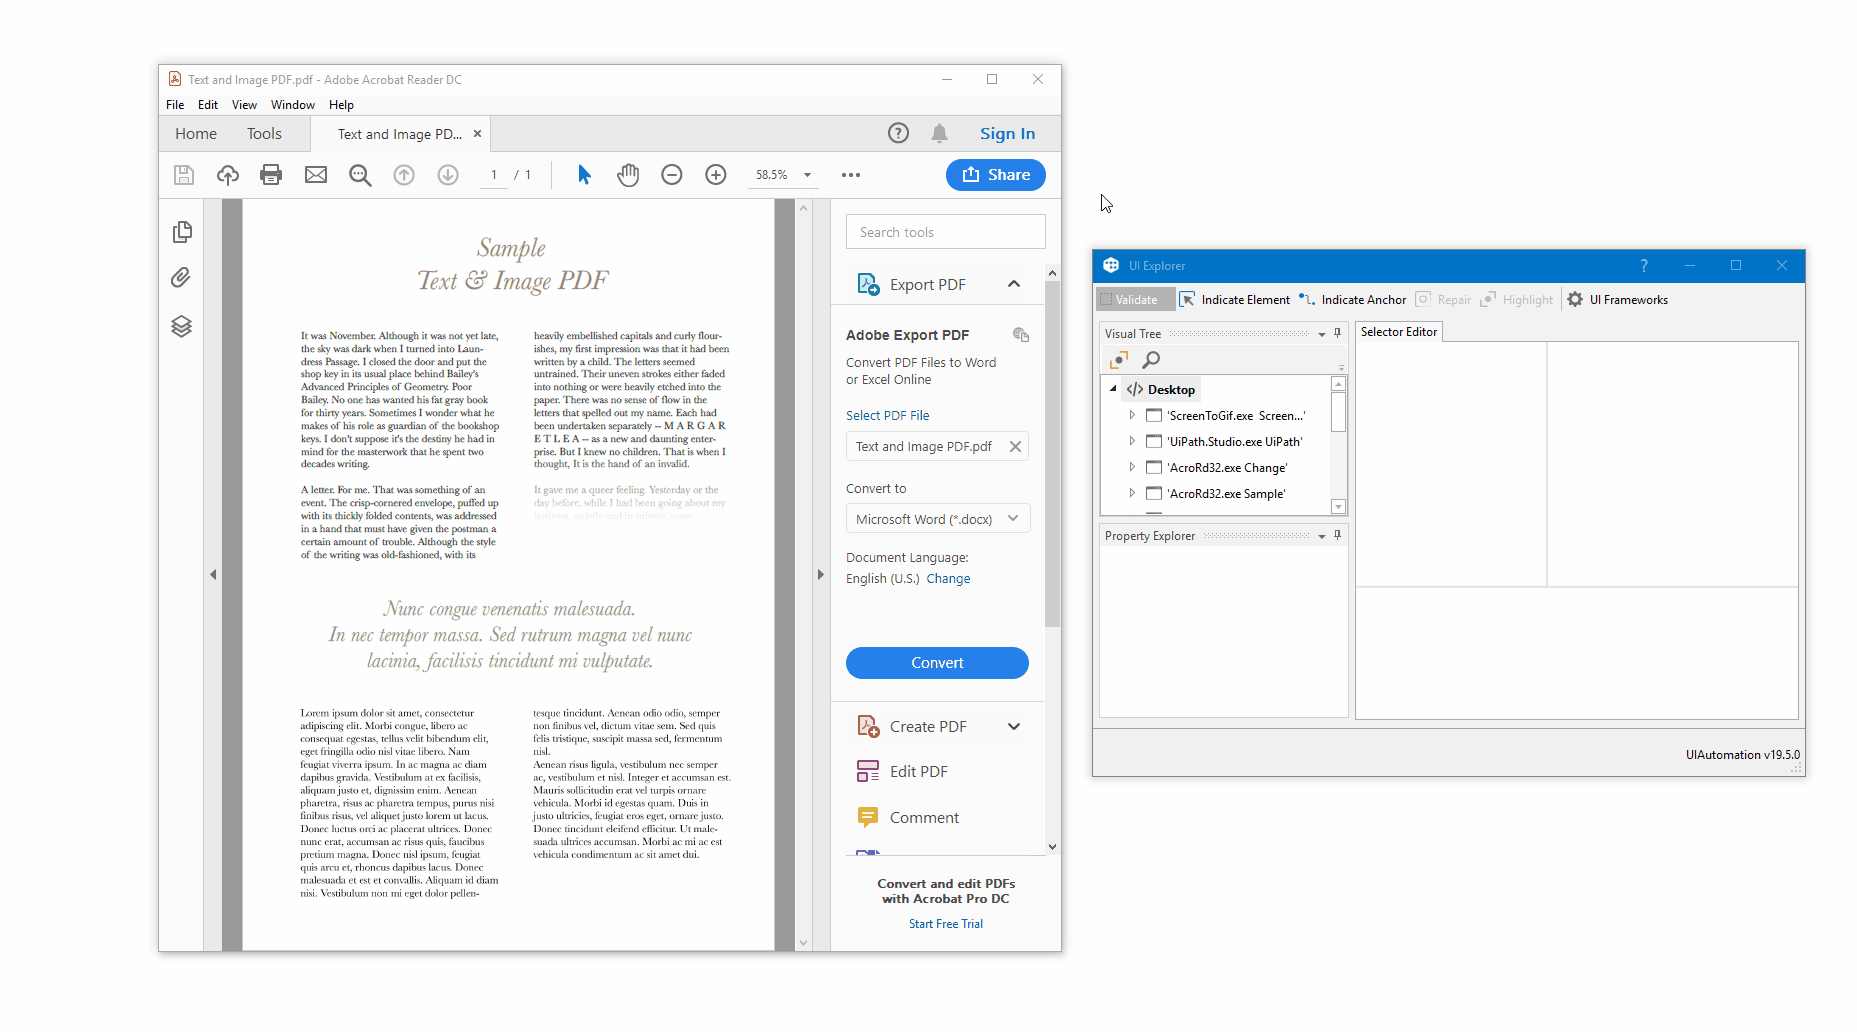 Text and Image PDF.pdf - Adobe Acrobat Reader DC
File Edit View Window Help
Home Tools Text and Image PD... ×
? Sign In
1 / 1 58.5% ••• Share
Sample
Text & Image PDF
It was November. Although it was not yet late,
the sky was dark when I turned into Laun-
dress Passage. I closed the door and put the
shop key in its usual place behind Bailey's
Advanced Principles of Geometry. Poor
Bailey. No one has wanted his fat gray book
for thirty years. Sometimes I wonder what he
makes of his role as guardian of the bookshop
keys. I don't suppose it's the destiny he had in
mind for the masterwork that he spent two
decades writing.
A letter. For me. That was something of an
event. The crisp-cornered envelope, puffed up
with its thickly folded contents, was addressed
in a hand that must have given the postman a
certain amount of trouble. Although the style
of the writing was old-fashioned, with its
heavily embellished capitals and curly flour-
ishes, my first impression was that it had been
written by a child. The letters seemed
untrained. Their uneven strokes either faded
into nothing or were heavily etched into the
paper. There was no sense of flow in the
letters that spelled out my name. Each had
been undertaken separately -- M A R G A R
E T L E A -- as a new and daunting enter-
prise. But I knew no children. That is when I
thought, It is the hand of an invalid.
It gave me a queer feeling. Yesterday or the
day before, while I had been going about my
business, quietly and in private, some
Nunc congue venenatis malesuada.
In nec tempor massa. Sed rutrum magna vel nunc
lacinia, facilisis tincidunt mi vulputate.
Lorem ipsum dolor sit amet, consectetur
adipiscing elit. Morbi congue, libero ac
consequat egestas, tellus velit bibendum elit,
eget fringilla odio nisl vitae libero. Nam
feugiat viverra ipsum. In ac magna ac diam
dapibus gravida. Vestibulum at ex facilisis,
aliquam justo et, dignissim enim. Aenean
pharetra, risus ac pharetra tempus, purus nisi
finibus risus, vel aliquet justo lorem ut lacus.
Donec luctus orci ac placerat ultrices. Donec
nunc erat, accumsan ac risus quis, faucibus
pretium magna. Donec nisl ipsum, feugiat
quis arcu et, rhoncus dapibus lacus. Donec
malesuada et est et convallis. Aliquam id diam
nisi. Vestibulum non mi eget dolor pellen-
tesque tincidunt. Aenean odio odio, semper
non finibus vel, dictum vitae sem. Sed quis
felis tristique, suscipit massa sed, fermentum
nisl.
Aenean risus ligula, vestibulum nec semper
ac, vestibulum et nisl. Integer et accumsan est.
Mauris sollicitudin erat vel turpis ornare
vehicula. Morbi id egestas quam. Duis in
justo ultricies, feugiat eros eget, ornare justo.
Donec tincidunt eleifend efficitur. Ut male-
suada ultrices accumsan. Morbi ac mi ac est
vehicula condimentum ac sit amet dui.
Search tools
Export PDF
Adobe Export PDF
Convert PDF Files to Word
or Excel Online
Select PDF File
Text and Image PDF.pdf
Convert to
Microsoft Word (*.docx)
Document Language:
English (U.S.) Change
Convert
Create PDF
Edit PDF
Comment
Convert and edit PDFs
with Acrobat Pro DC
Start Free Trial
UI Explorer ?
Validate Indicate Element Indicate Anchor Repair Highlight UI Frameworks
Visual Tree
</> Desktop
'ScreenToGif.exe Screen...'
'UiPath.Studio.exe UiPath'
'AcroRd32.exe Change'
'AcroRd32.exe Sample'
Property Explorer
Selector Editor
UIAutomation v19.5.0